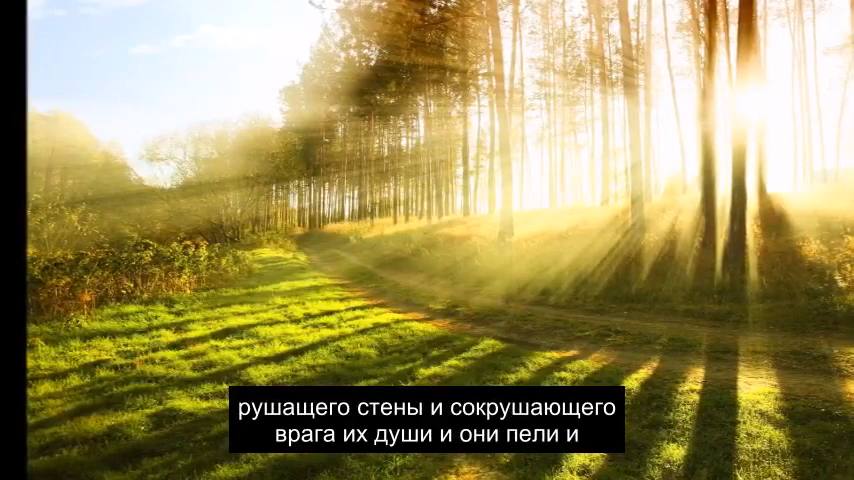 рушащего стены и сокрушающего
врага их души и они пели и